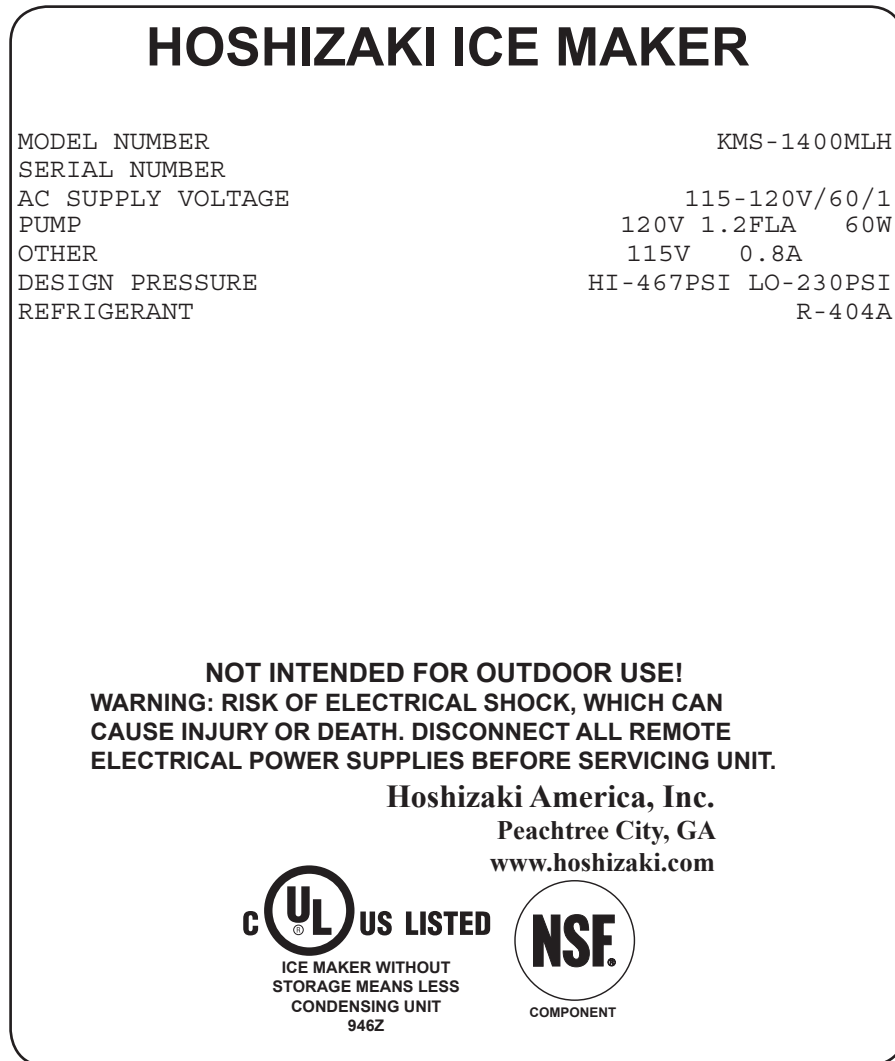 HOSHIZAKI ICE MAKER
MODEL NUMBER KMS-1400MLH
SERIAL NUMBER
AC SUPPLY VOLTAGE 115-120V/60/1
PUMP 120V 1.2FLA 60W
OTHER 115V 0.8A
DESIGN PRESSURE HI-467PSI LO-230PSI
REFRIGERANT R-404A
NOT INTENDED FOR OUTDOOR USE!
WARNING: RISK OF ELECTRICAL SHOCK, WHICH CAN
CAUSE INJURY OR DEATH. DISCONNECT ALL REMOTE
ELECTRICAL POWER SUPPLIES BEFORE SERVICING UNIT.
Hoshizaki America, Inc.
Peachtree City, GA
www.hoshizaki.com
C UL® US LISTED
ICE MAKER WITHOUT
STORAGE MEANS LESS
CONDENSING UNIT
946Z
NSF®
COMPONENT